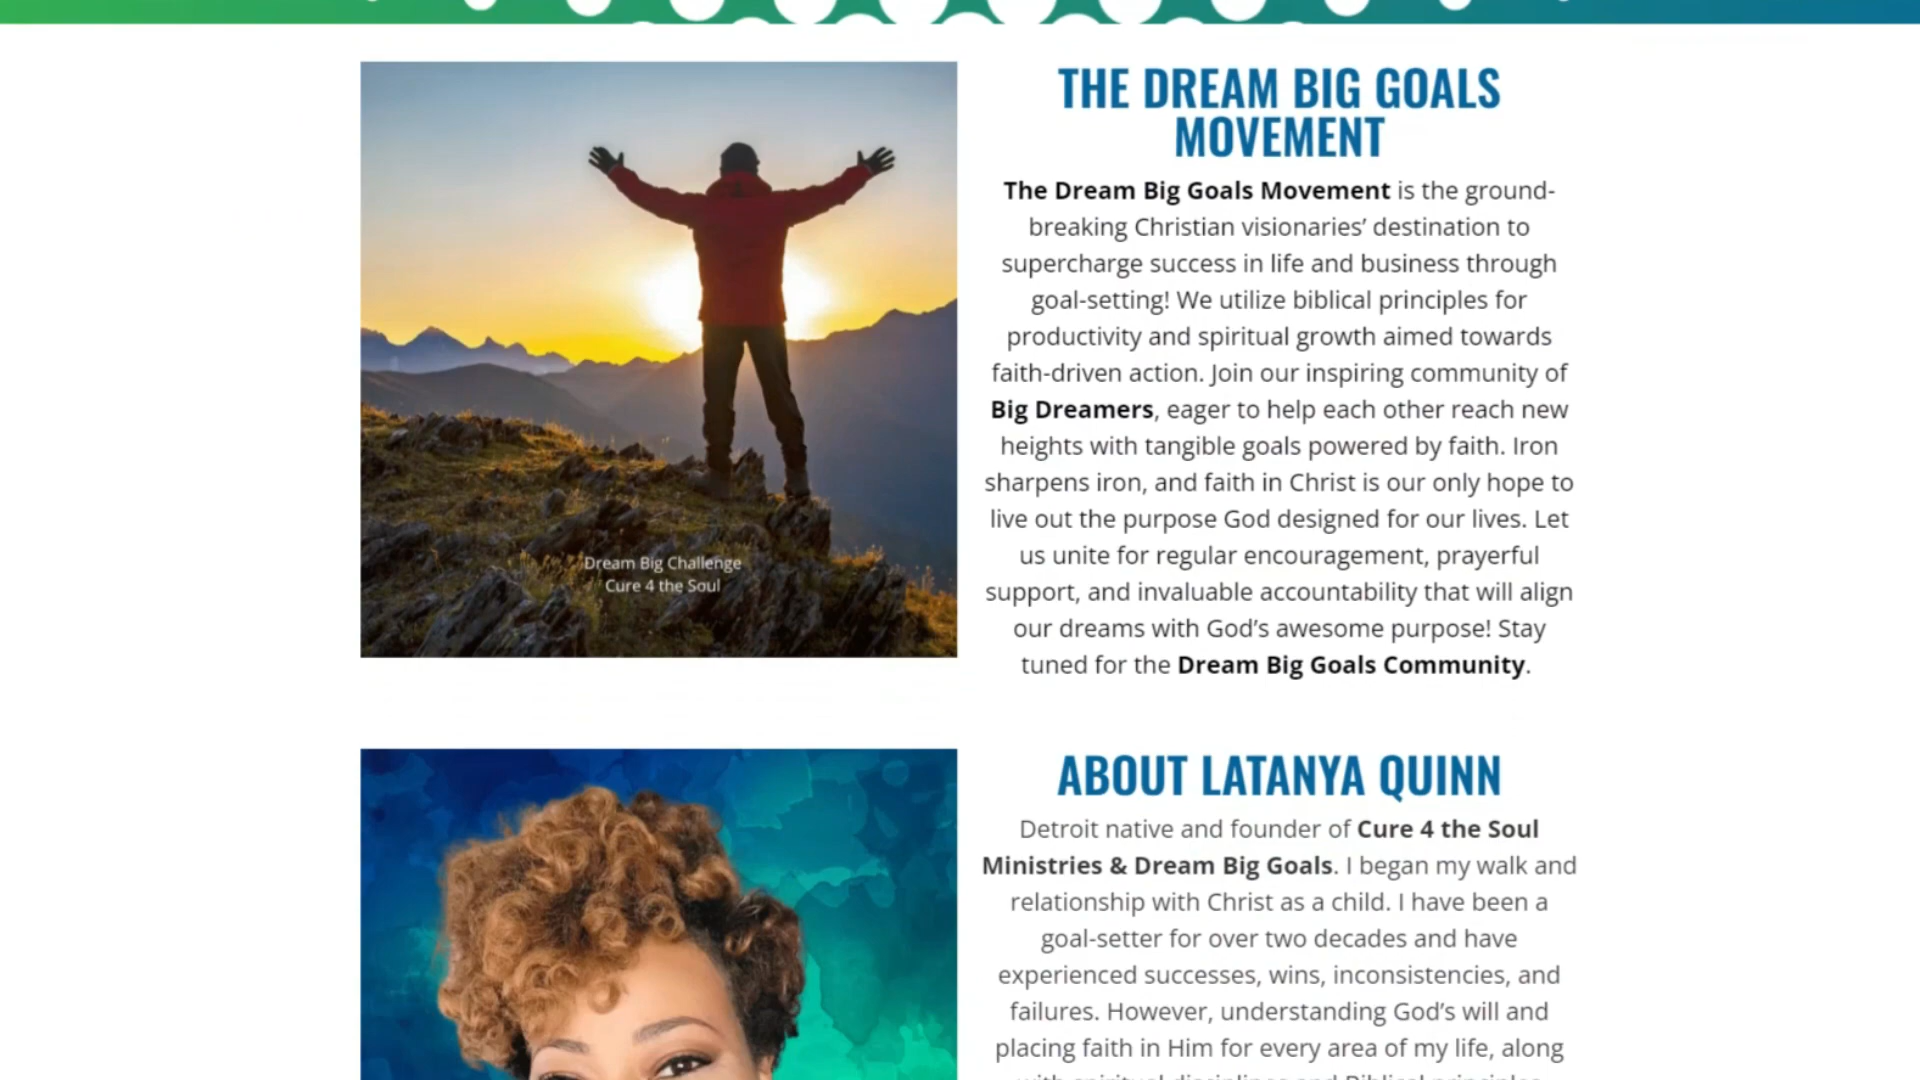 THE DREAM BIG GOALS
MOVEMENT
The Dream Big Goals Movement is the ground-
breaking Christian visionaries’ destination to
supercharge success in life and business through
goal-setting! We utilize biblical principles for
productivity and spiritual growth aimed towards
faith-driven action. Join our inspiring community of
Big Dreamers, eager to help each other reach new
heights with tangible goals powered by faith. Iron
sharpens iron, and faith in Christ is our only hope to
live out the purpose God designed for our lives. Let
us unite for regular encouragement, prayerful
support, and invaluable accountability that will align
our dreams with God’s awesome purpose! Stay
tuned for the Dream Big Goals Community.
Dream Big Challenge
Cure 4 the Soul
ABOUT LATANYA QUINN
Detroit native and founder of Cure 4 the Soul
Ministries & Dream Big Goals. I began my walk and
relationship with Christ as a child. I have been a
goal-setter for over two decades and have
experienced successes, wins, inconsistencies, and
failures. However, understanding God’s will and
placing faith in Him for every area of my life, along
with spiritual disciplines and Biblical principles